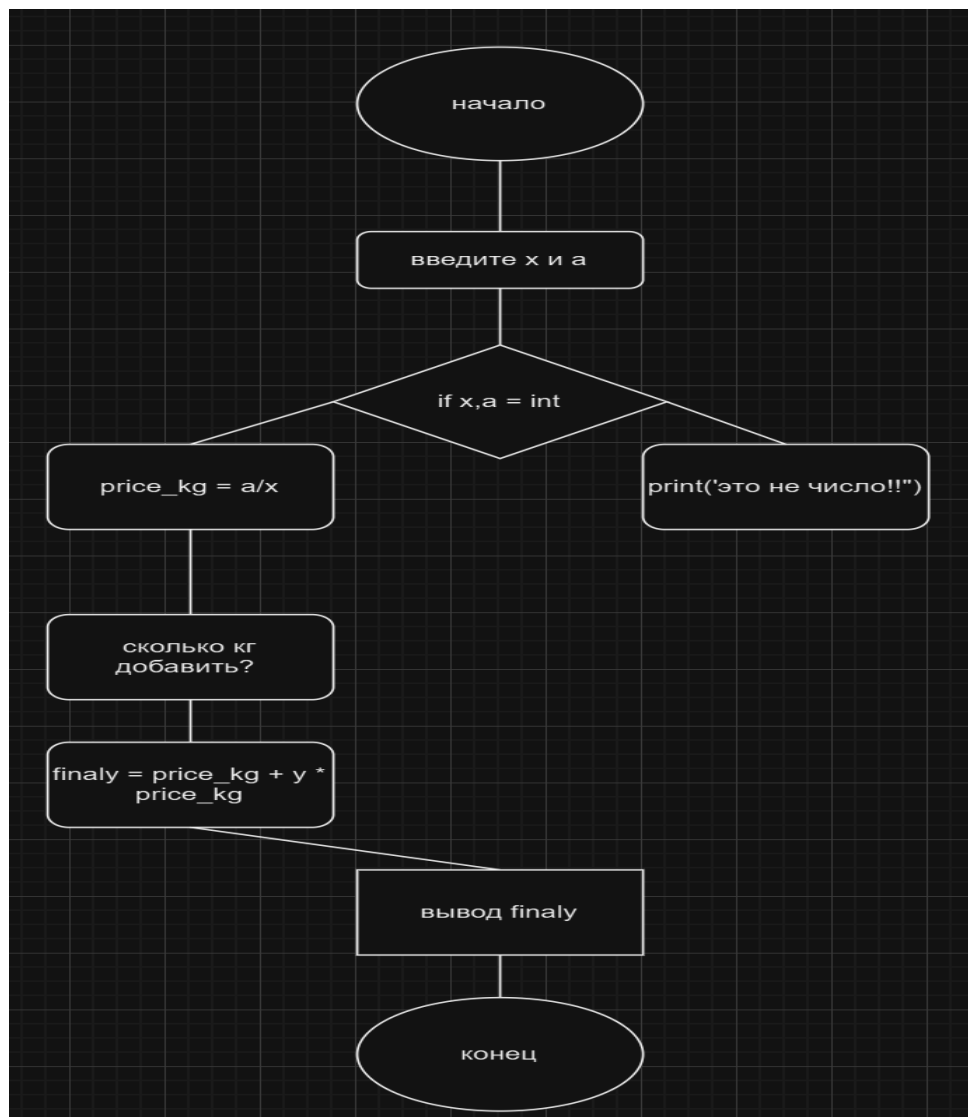 начало
введите x и a
if x,a = int
price_kg = a/x
print('это не число!!")
сколько кг
добавить?
finaly = price_kg + y *
price_kg
вывод finaly
конец